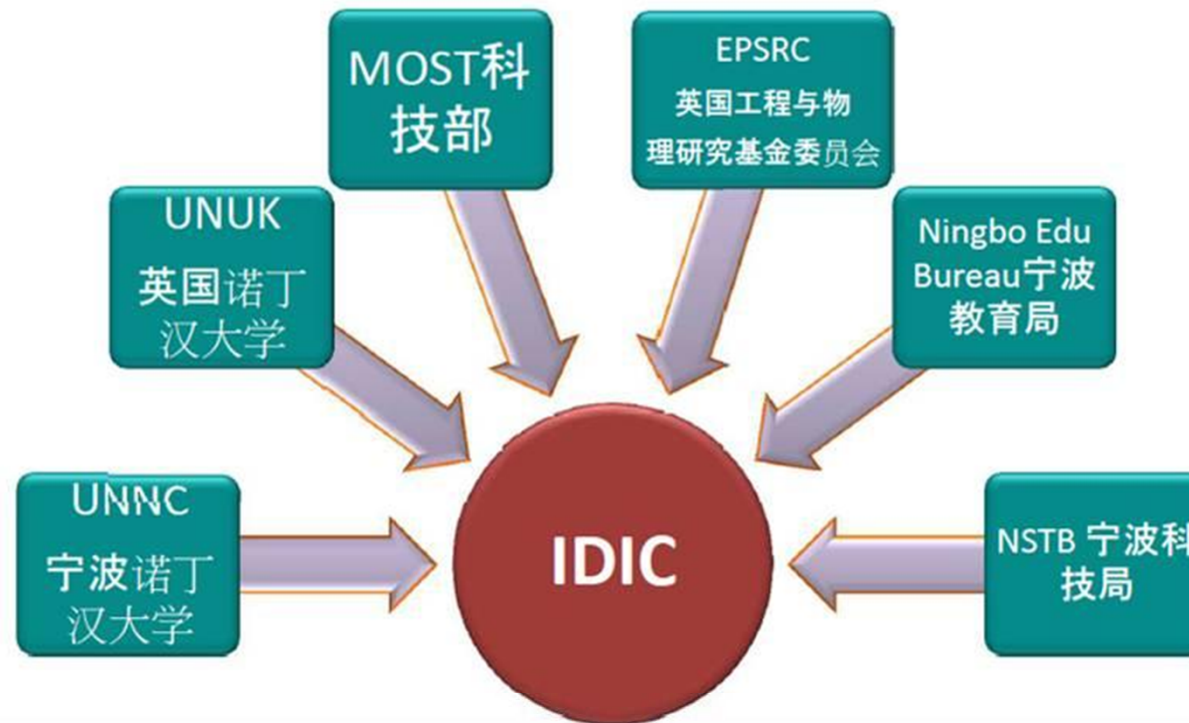 MOST科
技部
EPSRC
英国工程与物
理研究基金委员会
UNUK
英国诺丁
汉大学
Ningbo Edu
Bureau宁波
教育局
UNNC
宁波诺丁
汉大学
IDIC
NSTB 宁波科
技局